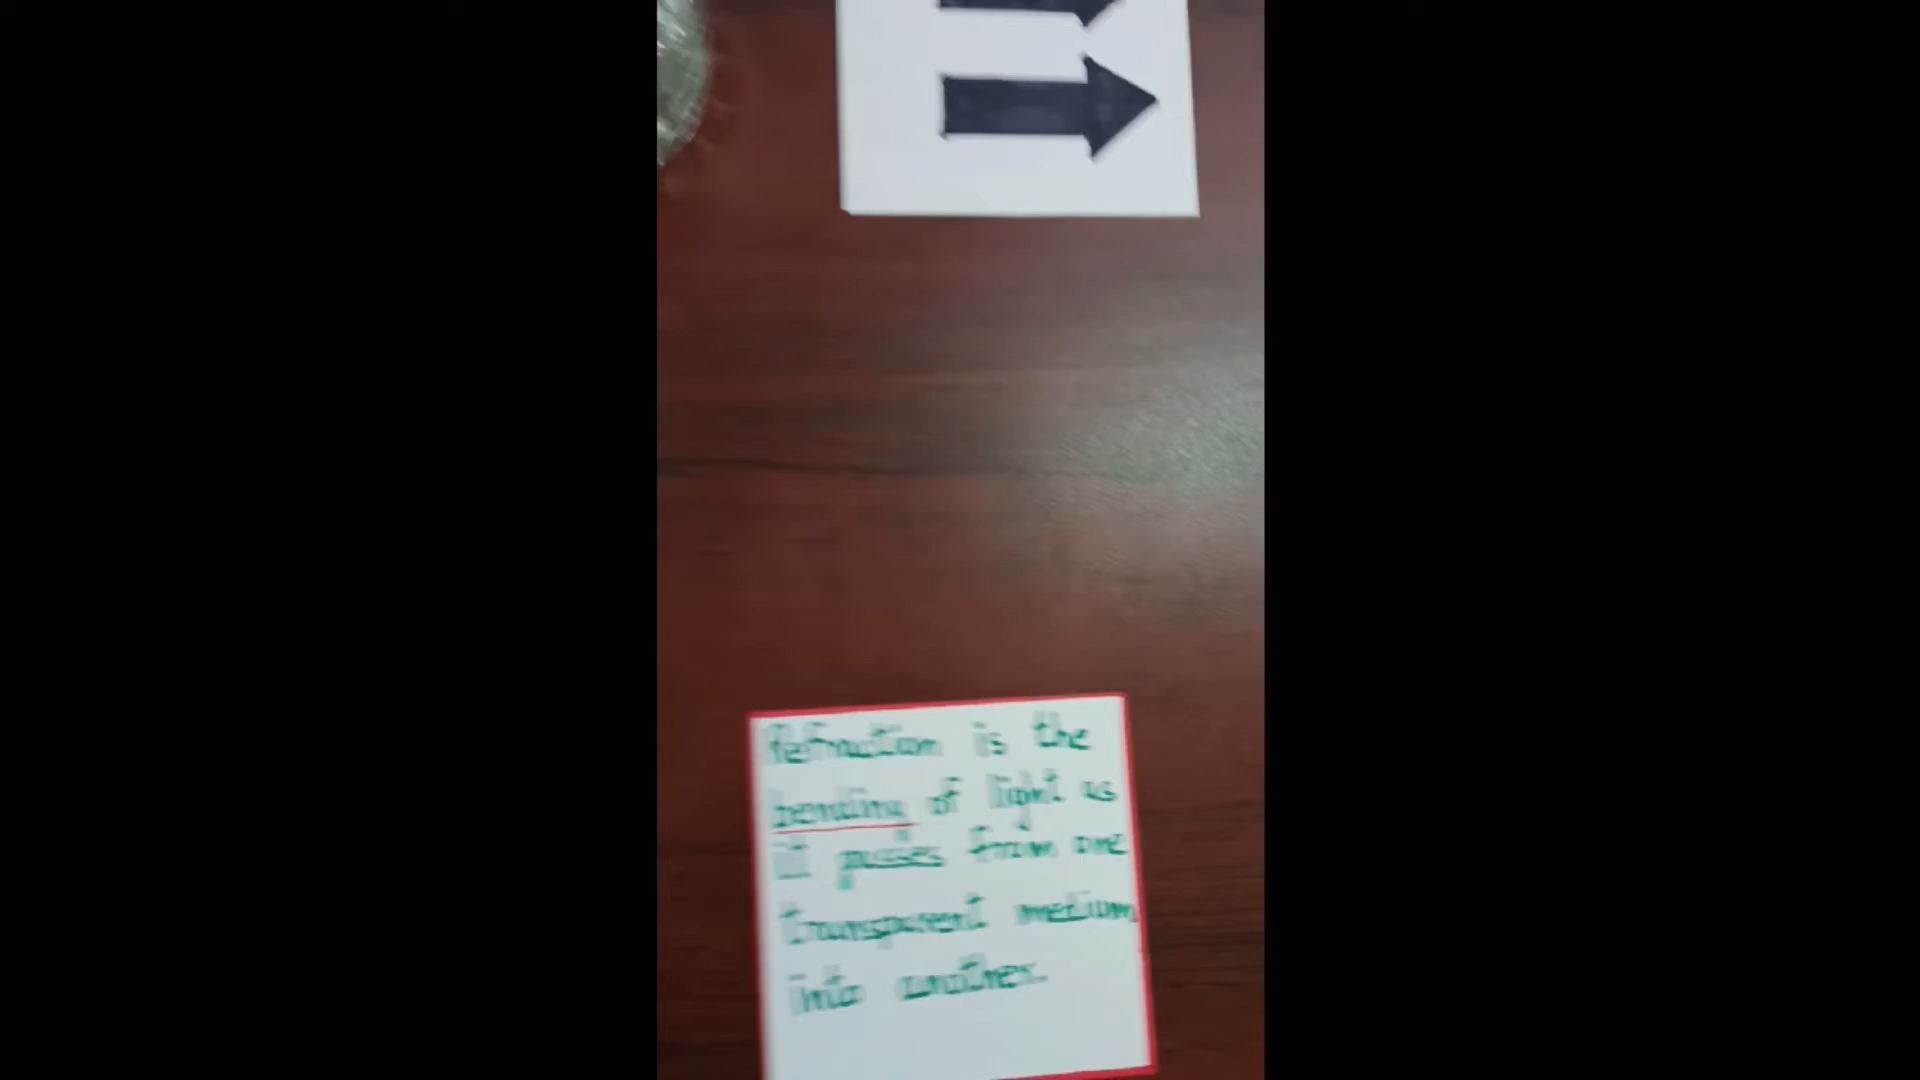 Refraction is the
bending of light as
it passes from one
transparent medium
into another.